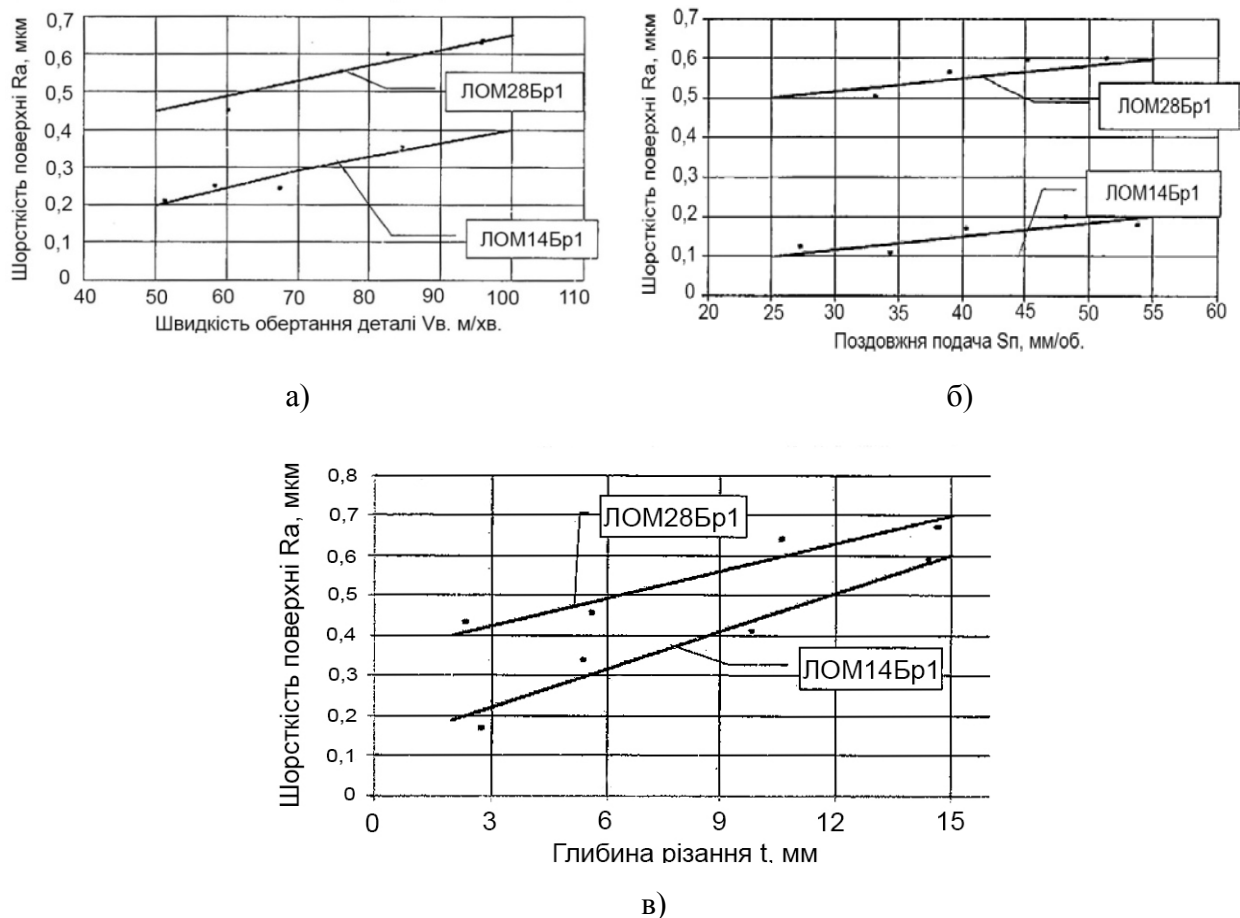 Шорсткість поверхні Ra, мкм
0,7
0,6
0,5
0,4
0,3
0,2
0,1
0
ЛОМ28Бр1
ЛОМ14Бр1
40 50 60 70 80 90 100 110
Швидкість обертання деталі Vв. м/хв.
а)
Шорсткість поверхні Ra, мкм
0,7
0,6
0,5
0,4
0,3
0,2
0,1
0
ЛОМ28Бр1
ЛОМ14Бр1
20 25 30 35 40 45 50 55 60
Поздовжня подача Sп, мм/об.
б)
Шорсткість поверхні Ra, мкм
0,8
0,7
0,6
0,5
0,4
0,3
0,2
0,1
0
ЛОМ28Бр1
ЛОМ14Бр1
0 3 6 9 12 15
Глибина різання t, мм
в)